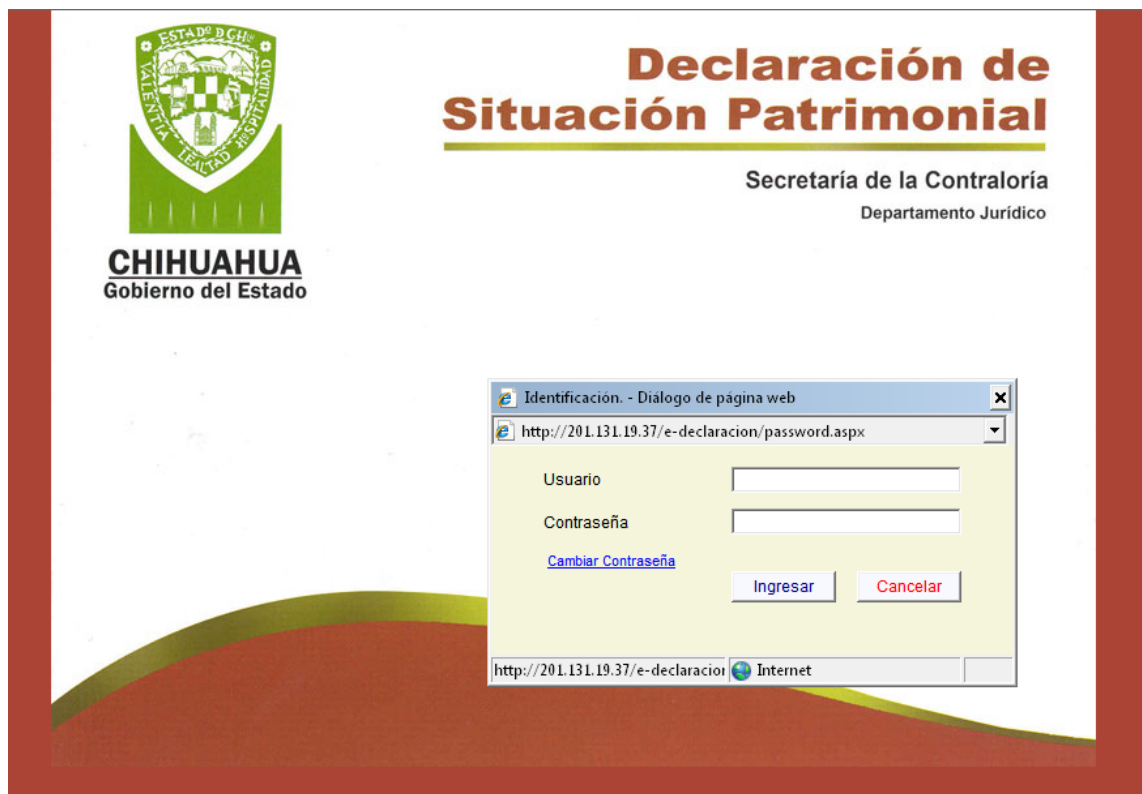 ESTADº D CHIH
VALENTIA
LEALTAD
HOSPITALIDAD
CHIHUAHUA
Gobierno del Estado
Declaración de
Situación Patrimonial
Secretaría de la Contraloría
Departamento Jurídico
Identificación. - Diálogo de página web
http://201.131.19.37/e-declaracion/password.aspx
Usuario
Contraseña
Cambiar Contraseña
Ingresar
Cancelar
http://201.131.19.37/e-declaracion
Internet